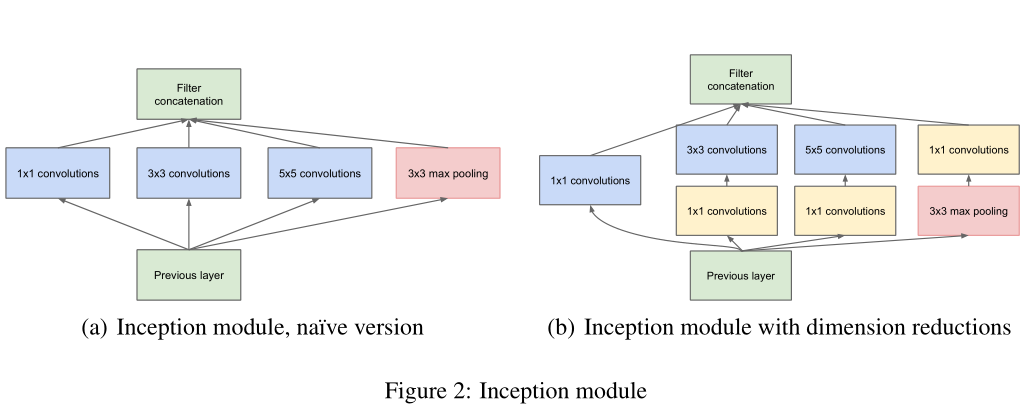 Filter
concatenation
1x1 convolutions
3x3 convolutions
5x5 convolutions
3x3 max pooling
Previous layer
(a) Inception module, naïve version
Filter
concatenation
3x3 convolutions
5x5 convolutions
1x1 convolutions
1x1 convolutions
1x1 convolutions
1x1 convolutions
3x3 max pooling
Previous layer
(b) Inception module with dimension reductions
Figure 2: Inception module